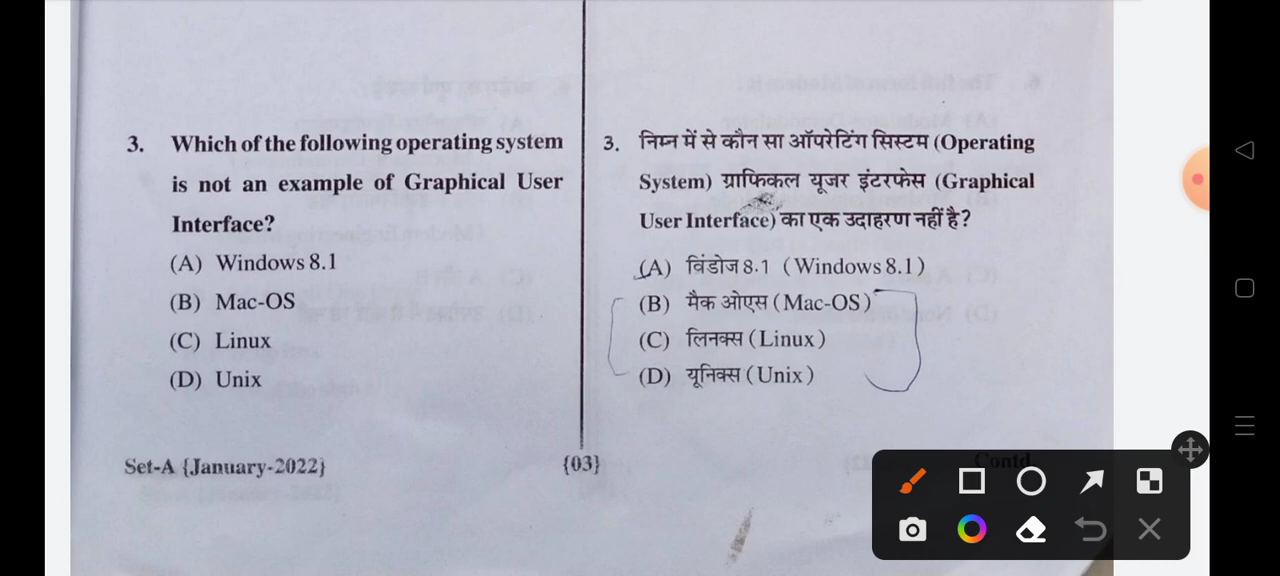 3. Which of the following operating system
is not an example of Graphical User
Interface?
(A) Windows 8.1
(B) Mac-OS
(C) Linux
(D) Unix
Set-A {January-2022}
{03}
3. निम्न में से कौन सा ऑपरेटिंग सिस्टम (Operating
System) ग्राफिकल यूजर इंटरफेस (Graphical
User Interface) का एक उदाहरण नहीं है?
(A) विंडोज 8.1 (Windows 8.1)
(B) मैक ओएस (Mac-OS)
(C) लिनक्स (Linux)
(D) यूनिक्स (Unix)
Contd.